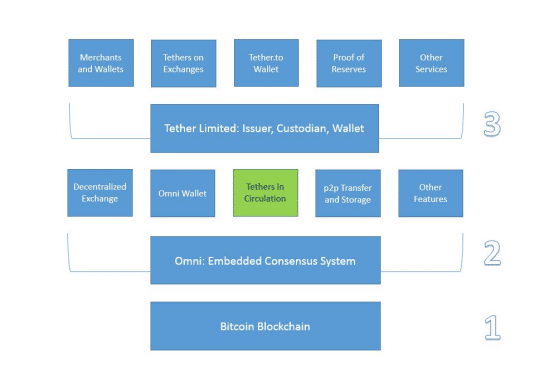 Merchants
and Wallets
Tethers on
Exchanges
Tether.to
Wallet
Proof of
Reserves
Other
Services
Tether Limited: Issuer, Custodian, Wallet
3
Decentralized
Exchange
Omni Wallet
Tethers in
Circulation
p2p Transfer
and Storage
Other
Features
Omni: Embedded Consensus System
2
Bitcoin Blockchain
1